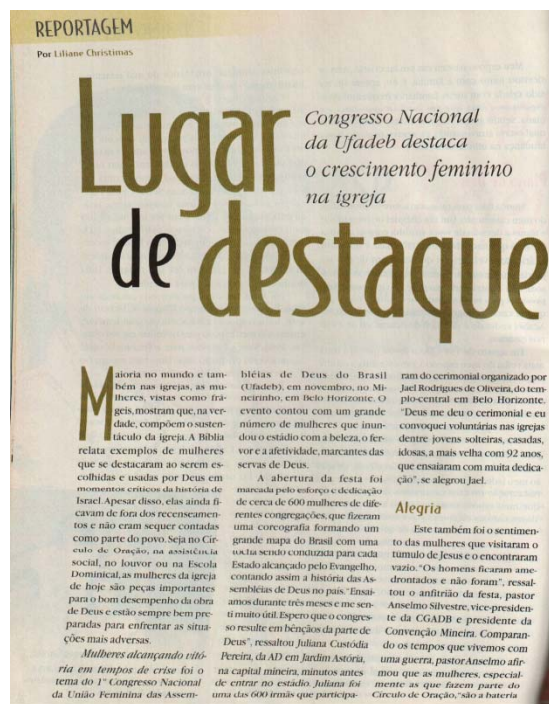 REPORTAGEM
Por Liliane Christimas
Lugar
de destaque
Congresso Nacional
da Ufadeb destaca
o crescimento feminino
na igreja
Maioria no mundo e tam-
bém nas igrejas, as mu-
lheres, vistas como frá-
geis, mostram que, na ver-
dade, compõem o susten-
táculo da igreja. A Bíblia
relata exemplos de mulheres
que se destacaram ao serem es-
colhidas e usadas por Deus em
momentos críticos da história de
Israel. Apesar disso, elas ainda fi-
cavam de fora dos recenseamen-
tos e não eram sequer contadas
como parte do povo. Seja no Cír-
culo de Oração, na assistência
social, no louvor ou na Escola
Dominical, as mulheres da igreja
de hoje são peças importantes
para o bom desempenho da obra
de Deus e estão sempre bem pre-
paradas para enfrentar as situa-
ções mais adversas.
Mulheres alcançando vitó-
ria em tempos de crise foi o
tema do 1º Congresso Nacional
da União Feminina das Assem-
bléias de Deus do Brasil
(Ufadeb), em novembro, no Mi-
neirinho, em Belo Horizonte. O
evento contou com um grande
número de mulheres que inun-
dou o estádio com a beleza, o fer-
vor e a afetividade, marcantes das
servas de Deus.
A abertura da festa foi
marcada pelo esforço e dedicação
de cerca de 600 mulheres de dife-
rentes congregações, que fizeram
uma coreografia formando um
grande mapa do Brasil com uma
tocha sendo conduzida para cada
Estado alcançado pelo Evangelho,
contando assim a história das As-
sembléias de Deus no país. "Ensai-
amos durante três meses e me sen-
ti muito útil. Espero que o congres-
so resulte em bênçãos da parte de
Deus", ressaltou Juliana Custódia
Pereira, da AD em Jardim Astória,
na capital mineira, minutos antes
de entrar no estádio. Juliana foi
uma das 600 irmãs que participa-
ram do cerimonial organizado por
Jael Rodrigues de Oliveira, do tem-
plo-central em Belo Horizonte.
"Deus me deu o cerimonial e eu
convoquei voluntárias nas igrejas
dentre jovens solteiras, casadas,
idosas, a mais velha com 92 anos,
que ensaiaram com muita dedica-
ção", se alegrou Jael.
Alegria
Este também foi o sentimen-
to das mulheres que visitaram o
túmulo de Jesus e o encontraram
vazio. "Os homens ficaram ame-
drontados e não foram", ressal-
tou o anfitrião da festa, pastor
Anselmo Silvestre, vice-presiden-
te da CGADB e presidente da
Convenção Mineira. Comparan-
do os tempos que vivemos com
uma guerra, pastor Anselmo afir-
mou que as mulheres, especial-
mente as que fazem parte do
Círculo de Oração, "são a bateria